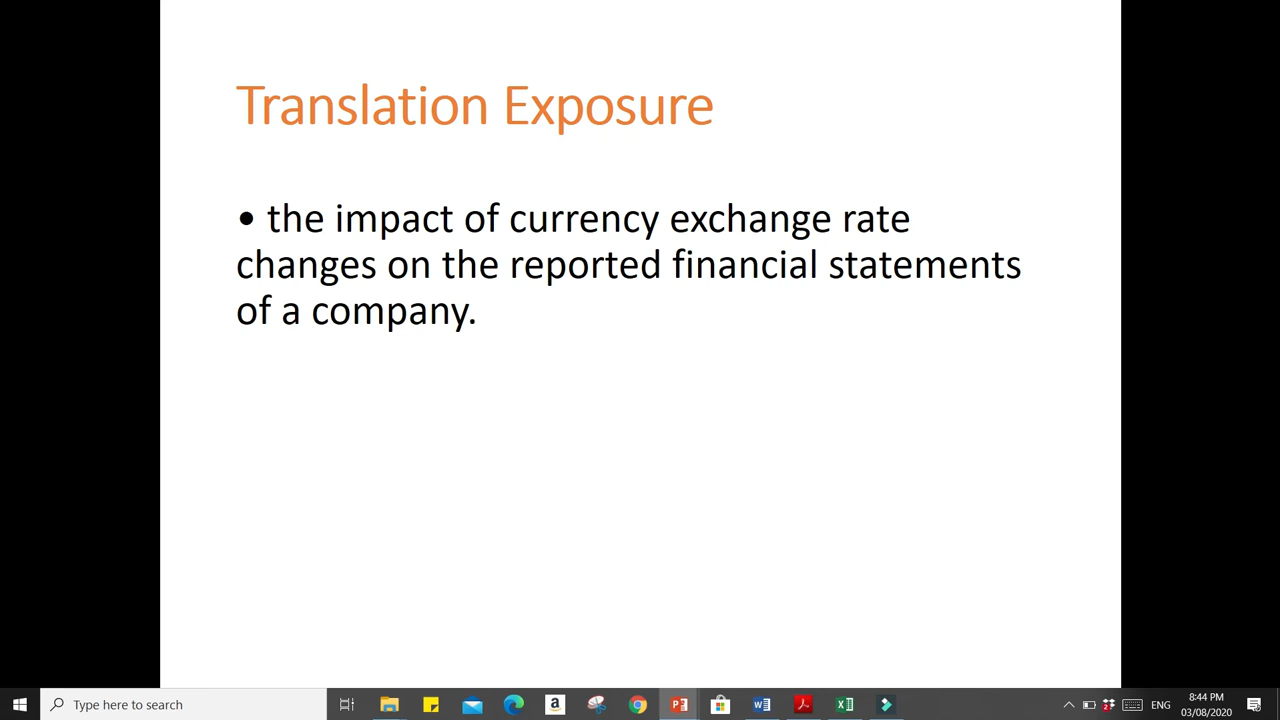 Translation Exposure
• the impact of currency exchange rate
changes on the reported financial statements
of a company.
Type here to search
ENG
8:44 PM
03/08/2020